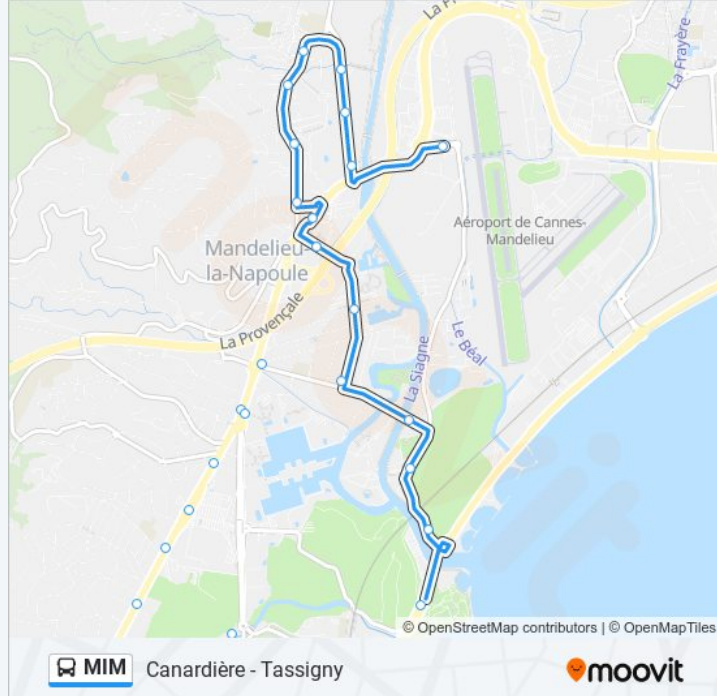 La Frayère
Aéroport de Cannes-
Mandelieu
Mandelieu-
la-Napoule
La Provençale
La Siagne
Le Béal
© OpenStreetMap contributors | © OpenMapTiles
MIM Canardière - Tassigny
moovit